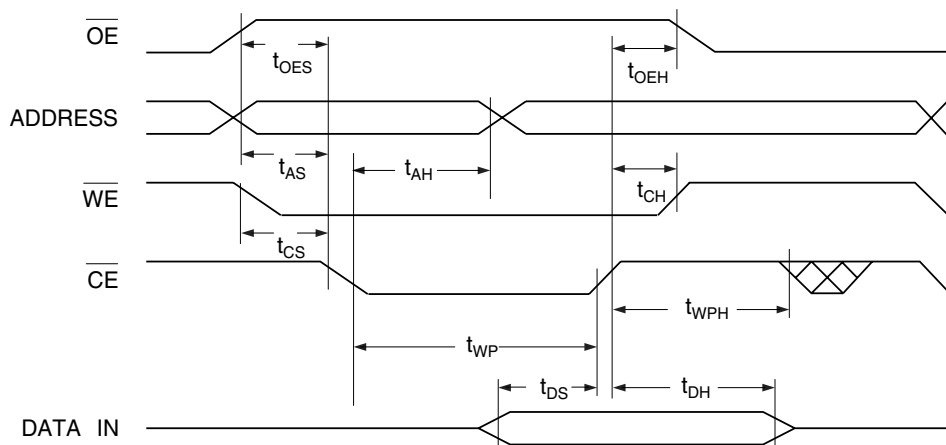 OE
tOES
tOEH
ADDRESS
tAS
tAH
tCH
WE
tCS
CE
tWPH
tWP
tDS
tDH
DATA IN